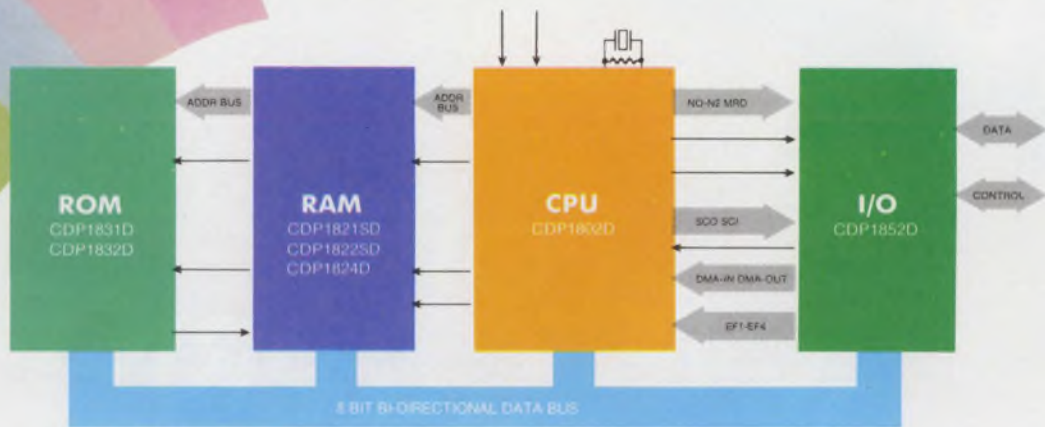 ADDR BUS
ADDR
BUS
NO-N2 MRD
DATA
ROM
CDP1831D
CDP1832D
RAM
CDP1821SD
CDP1822SD
CDP1824D
CPU
CDP1802D
I/O
CDP1852D
CONTROL
SCO SCI
DMA-IN DMA-OUT
EF1-EF4
8 BIT BI-DIRECTIONAL DATA BUS